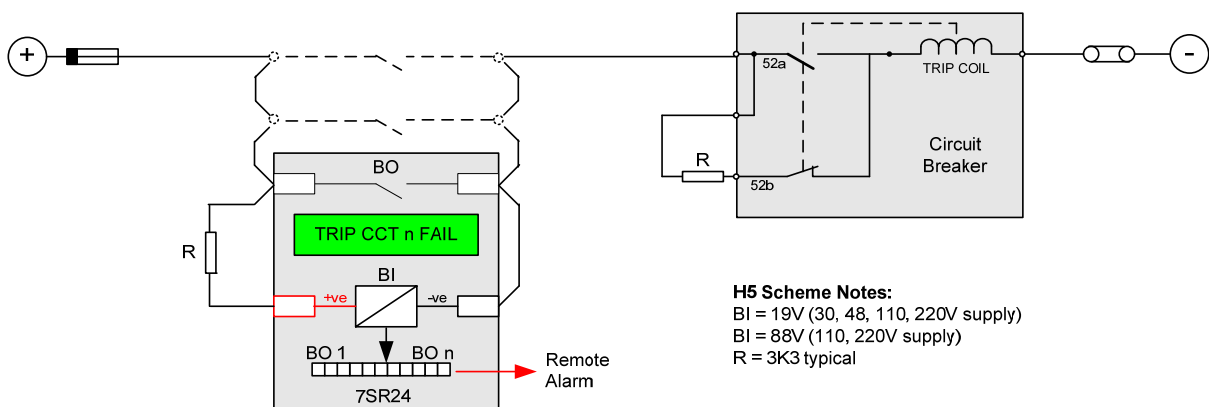 +
-
52a
TRIP COIL
Circuit
Breaker
R
52b
BO
TRIP CCT n FAIL
R
BI
+ve
-ve
BO 1
BO n
Remote
Alarm
7SR24
H5 Scheme Notes:
BI = 19V (30, 48, 110, 220V supply)
BI = 88V (110, 220V supply)
R = 3K3 typical